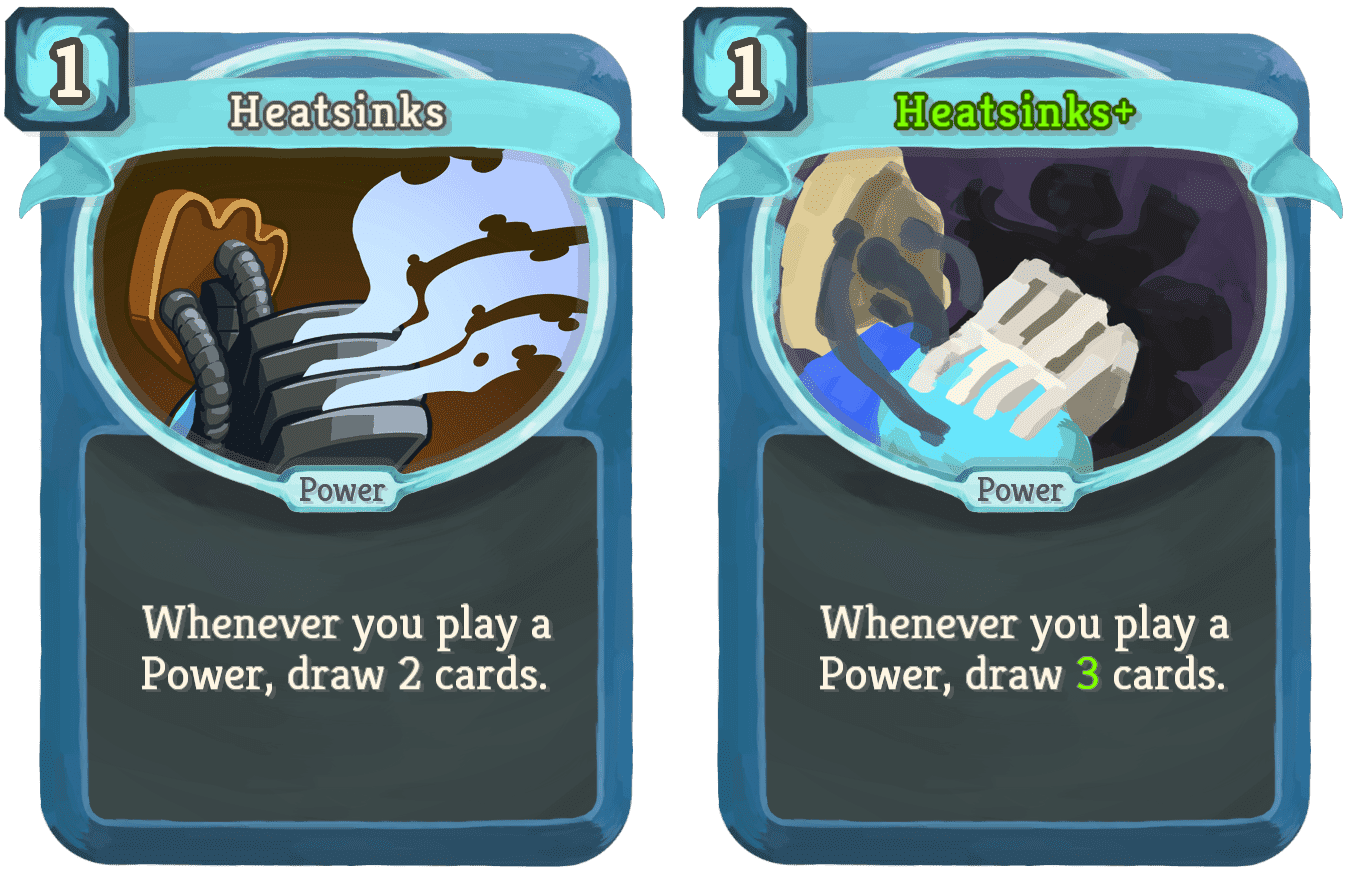 1
Heatsinks
Power
Whenever you play a
Power, draw 2 cards.
1
Heatsinks+
Power
Whenever you play a
Power, draw 3 cards.